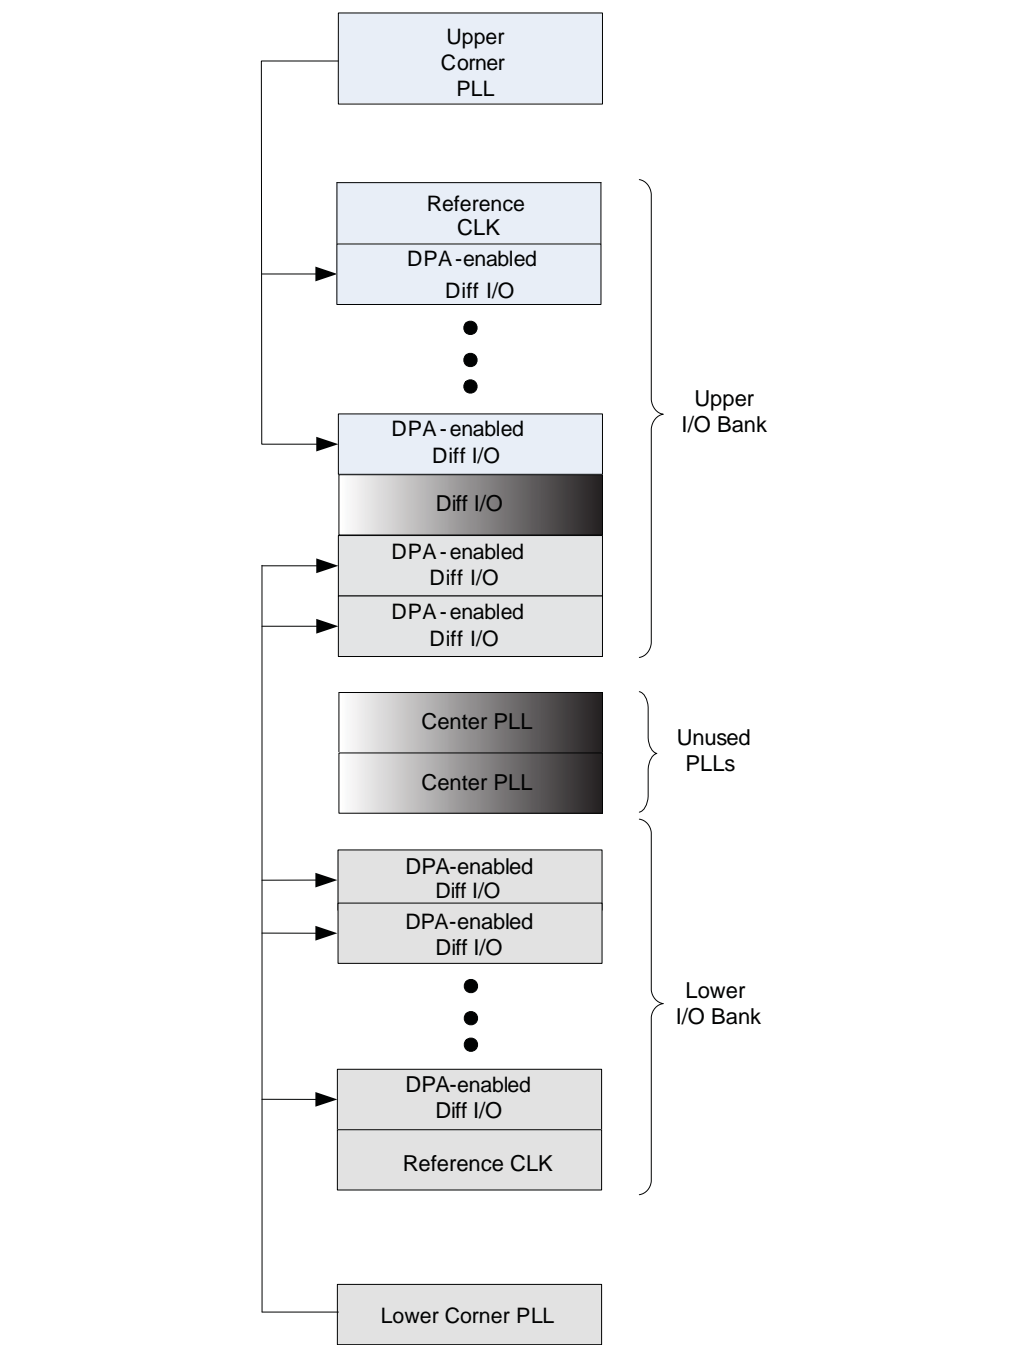 Upper
Corner
PLL
Reference
CLK
DPA-enabled
Diff I/O
DPA-enabled
Diff I/O
Diff I/O
DPA-enabled
Diff I/O
DPA-enabled
Diff I/O
Upper
I/O Bank
Center PLL
Center PLL
Unused
PLLs
DPA-enabled
Diff I/O
DPA-enabled
Diff I/O
DPA-enabled
Diff I/O
Reference CLK
Lower
I/O Bank
Lower Corner PLL